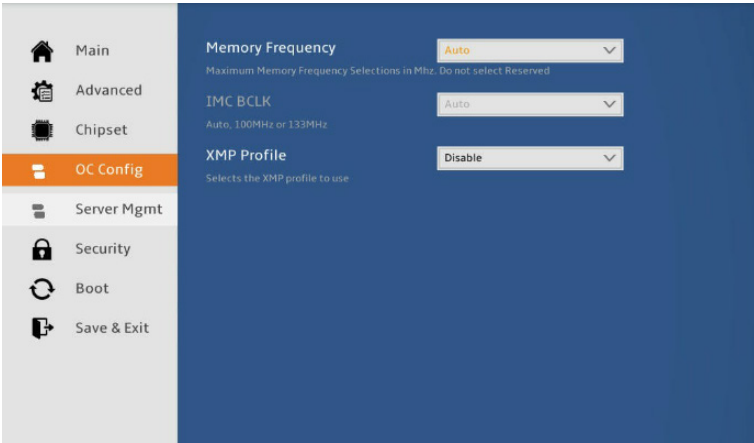 Main
Advanced
Chipset
OC Config
Server Mgmt
Security
Boot
Save & Exit
Memory Frequency
Auto
Maximum Memory Frequency Selections in Mhz. Do not select Reserved
IMC BCLK
Auto
Auto, 100MHz or 133MHz
XMP Profile
Disable
Selects the XMP profile to use